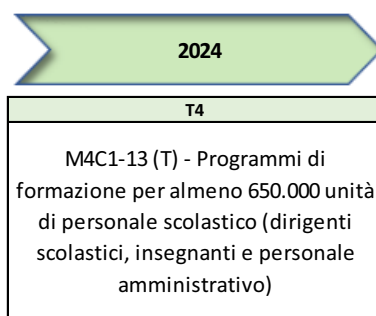 2024
T4
M4C1-13 (T) - Programmi di
formazione per almeno 650.000 unità
di personale scolastico (dirigenti
scolastici, insegnanti e personale
amministrativo)